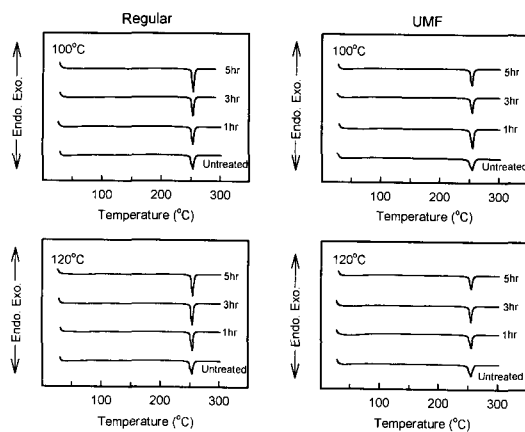 Regular
UMF
100°C
5hr
3hr
1hr
Untreated
Endo. Exo.
100 200 300
Temperature (°C)
100°C
5hr
3hr
1hr
Untreated
Endo. Exo.
100 200 300
Temperature (°C)
120°C
5hr
3hr
1hr
Untreated
Endo. Exo.
100 200 300
Temperature (°C)
120°C
5hr
3hr
1hr
Untreated
Endo. Exo.
100 200 300
Temperature (°C)